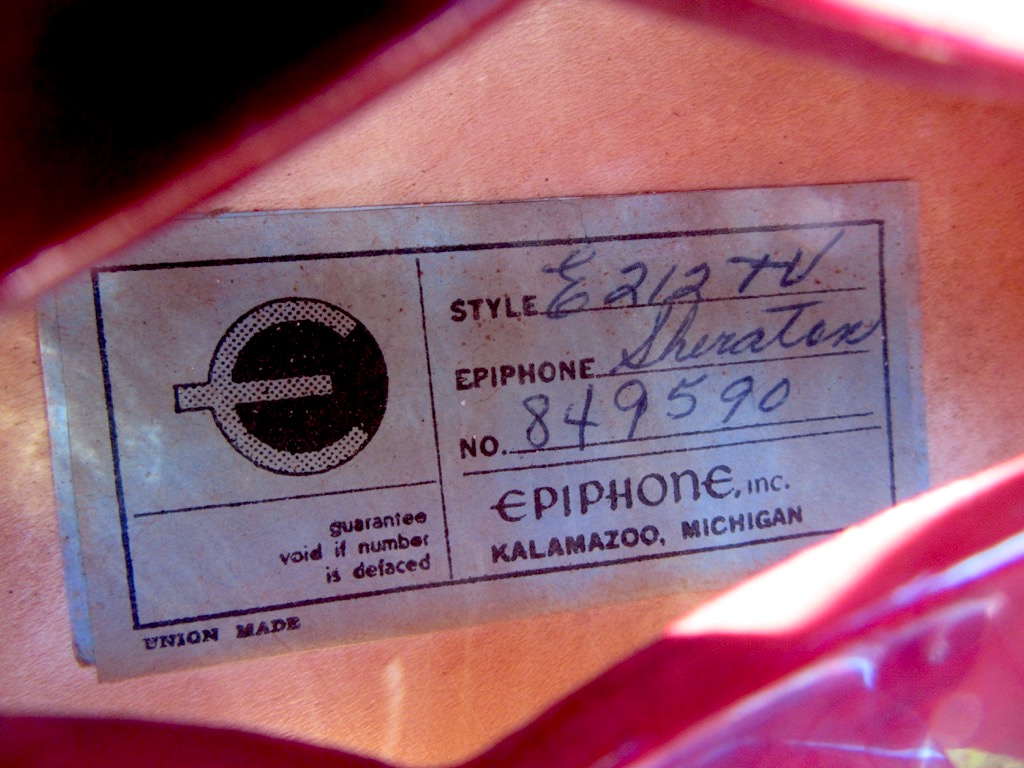 STYLE E212TV
EPIPHONE Sheraton
NO. 849590
EPIPHONE, INC.
KALAMAZOO, MICHIGAN
guarantee
void if number
is defaced
UNION MADE